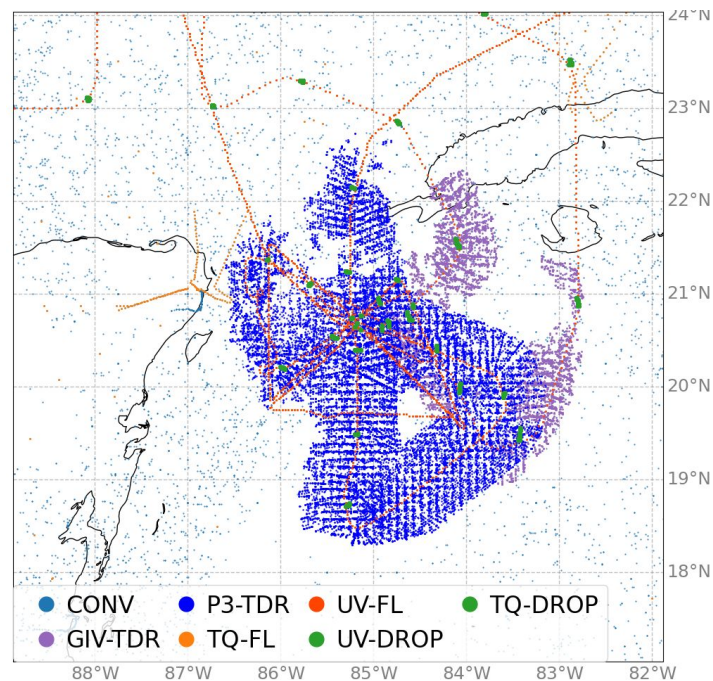 24°N
23°N
22°N
21°N
20°N
19°N
18°N
CONV P3-TDR UV-FL TQ-DROP
GIV-TDR TQ-FL UV-DROP
88°W 87°W 86°W 85°W 84°W 83°W 82°W